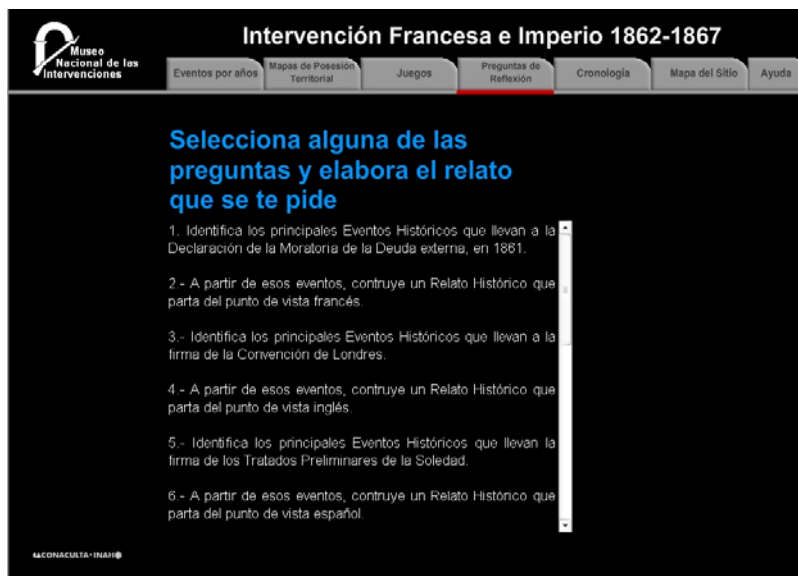 Museo
Nacional de las
Intervenciones
Intervención Francesa e Imperio 1862-1867
Eventos por años
Mapas de Posesión
Territorial
Juegos
Preguntas de
Reflexión
Cronología
Mapa del Sitio
Ayuda
Selecciona alguna de las
preguntas y elabora el relato
que se te pide
1. Identifica los principales Eventos Históricos que llevan a la
Declaración de la Moratoria de la Deuda externa, en 1861.
2.- A partir de esos eventos, contruye un Relato Histórico que
parta del punto de vista francés.
3.- Identifica los principales Eventos Históricos que llevan a la
firma de la Convención de Londres.
4.- A partir de esos eventos, contruye un Relato Histórico que
parta del punto de vista inglés.
5.- Identifica los principales Eventos Históricos que llevan la
firma de los Tratados Preliminares de la Soledad.
6.- A partir de esos eventos, contruye un Relato Histórico que
parta del punto de vista español.
CONACULTA·INAH